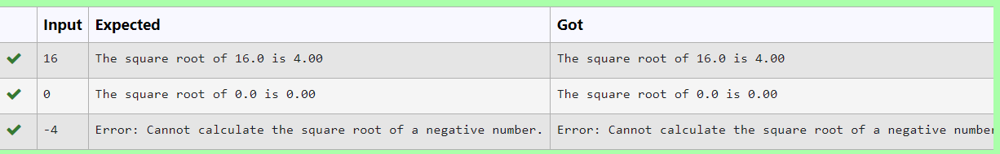 Input Expected Got
16 The square root of 16.0 is 4.00 The square root of 16.0 is 4.00
0 The square root of 0.0 is 0.00 The square root of 0.0 is 0.00
-4 Error: Cannot calculate the square root of a negative number. Error: Cannot calculate the square root of a negative